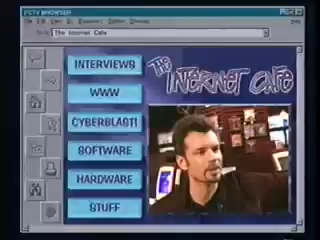 PCTV BROWSER
The Internet Cafe
INTERVIEWS
WWW
CYBERBLAST!
SOFTWARE
HARDWARE
STUFF
The INTERNET CAFE